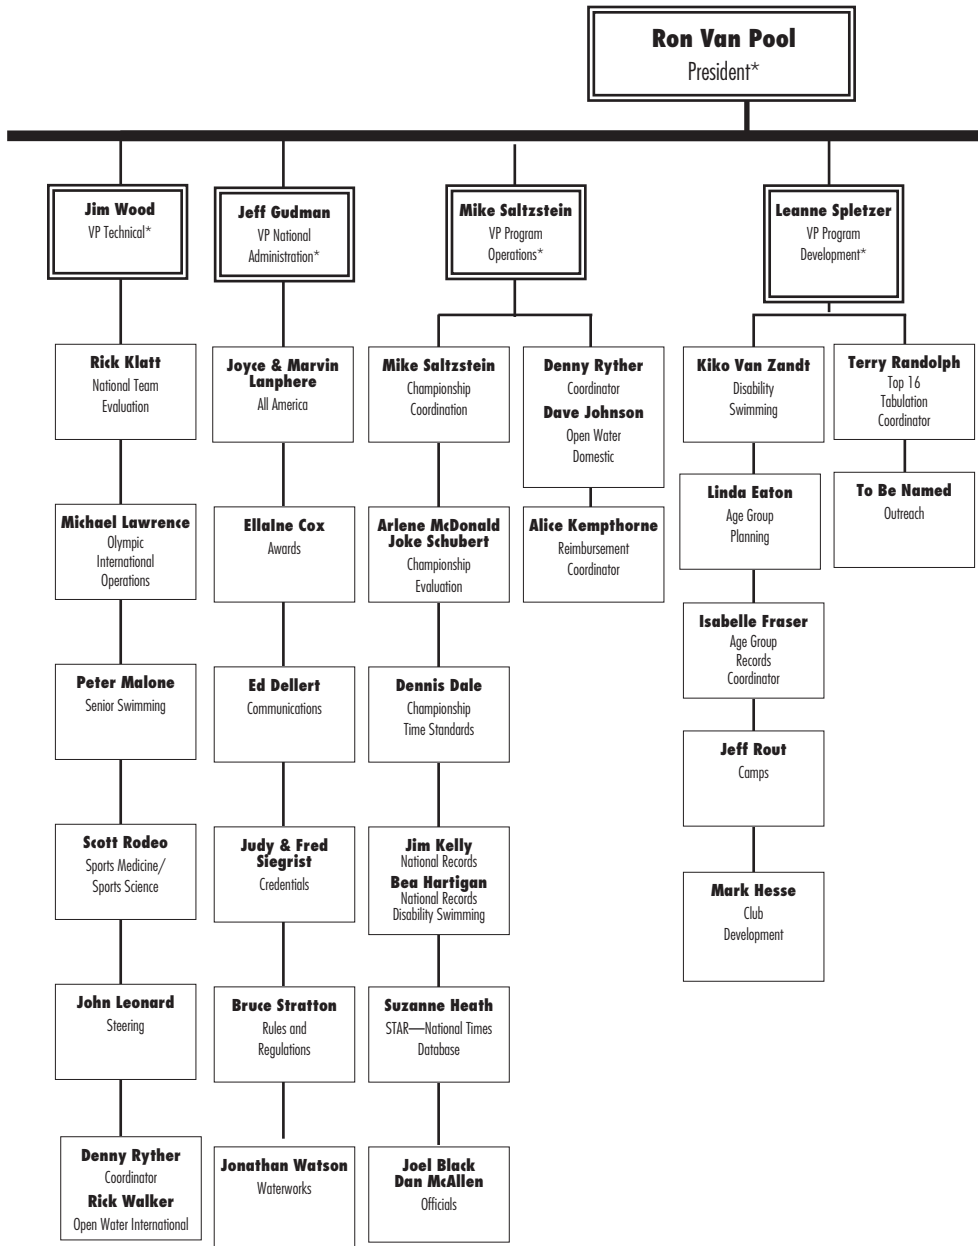 Ron Van Pool
President*
Jim Wood
VP Technical*
Jeff Gudman
VP National
Administration*
Mike Saltzstein
VP Program
Operations*
Leanne Spletzer
VP Program
Development*
Rick Klatt
National Team
Evaluation
Michael Lawrence
Olympic
International
Operations
Peter Malone
Senior Swimming
Scott Rodeo
Sports Medicine/
Sports Science
John Leonard
Steering
Denny Ryther
Coordinator
Rick Walker
Open Water International
Joyce & Marvin
Lanphere
All America
EllaIne Cox
Awards
Ed Dellert
Communications
Judy & Fred
Siegrist
Credentials
Bruce Stratton
Rules and
Regulations
Jonathan Watson
Waterworks
Mike Saltzstein
Championship
Coordination
Arlene McDonald
Joke Schubert
Championship
Evaluation
Dennis Dale
Championship
Time Standards
Jim Kelly
National Records
Bea Hartigan
National Records
Disability Swimming
Suzanne Heath
STAR—National Times
Database
Joel Black
Dan McAllen
Officials
Denny Ryther
Coordinator
Dave Johnson
Open Water
Domestic
Alice Kempthorne
Reimbursement
Coordinator
Kiko Van Zandt
Disability
Swimming
Linda Eaton
Age Group
Planning
Isabelle Fraser
Age Group
Records
Coordinator
Jeff Rout
Camps
Mark Hesse
Club
Development
Terry Randolph
Top 16
Tabulation
Coordinator
To Be Named
Outreach